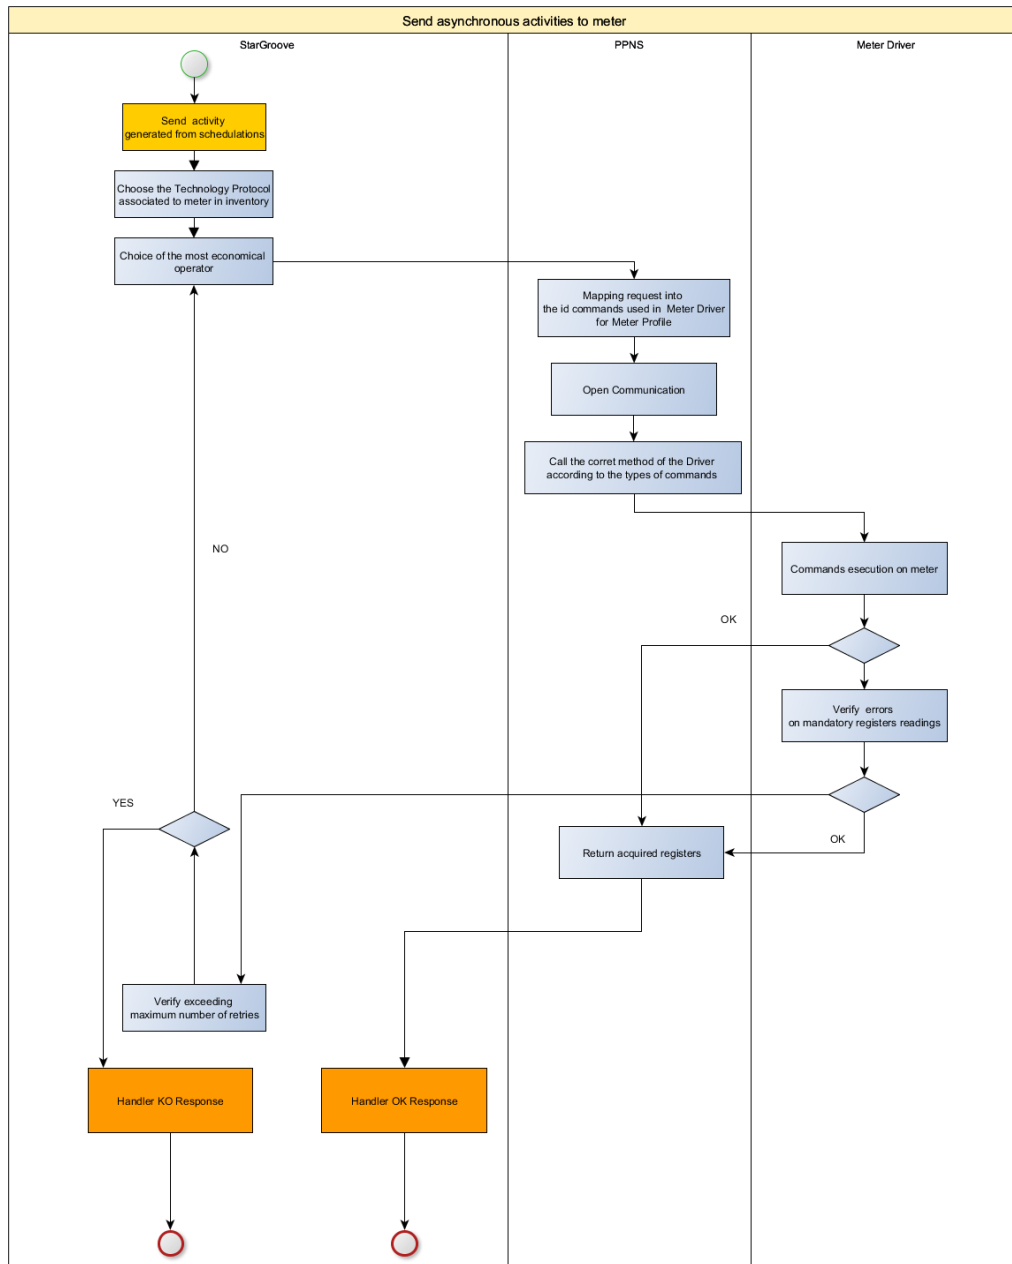 Send asynchronous activities to meter
StarGroove
PPNS
Meter Driver
Send activity
generated from schedulations
Choose the Technology Protocol
associated to meter in inventory
Choice of the most economical
operator
Mapping request into
the id commands used in Meter Driver
for Meter Profile
Open Communication
Call the corret method of the Driver
according to the types of commands
NO
Commands esecution on meter
OK
Verify errors
on mandatory registers readings
YES
OK
Return acquired registers
Verify exceeding
maximum number of retries
Handler KO Response
Handler OK Response